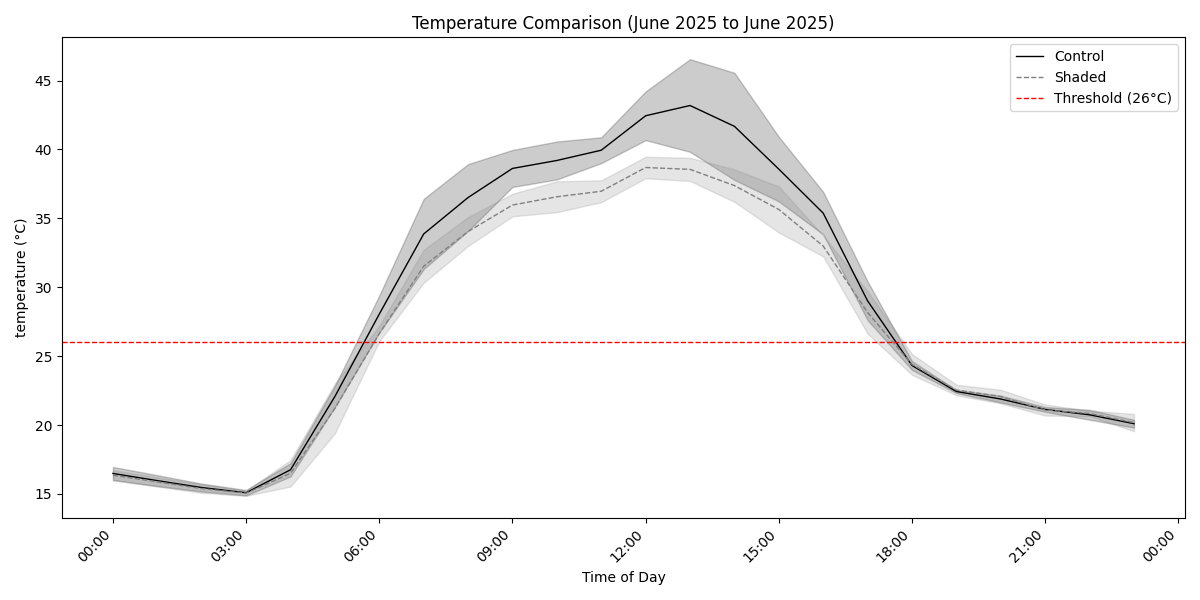 Temperature Comparison (June 2025 to June 2025)
Control
Shaded
Threshold (26°C)
temperature (°C)
45
40
35
30
25
20
15
00:00
03:00
06:00
09:00
12:00
15:00
18:00
21:00
00:00
Time of Day